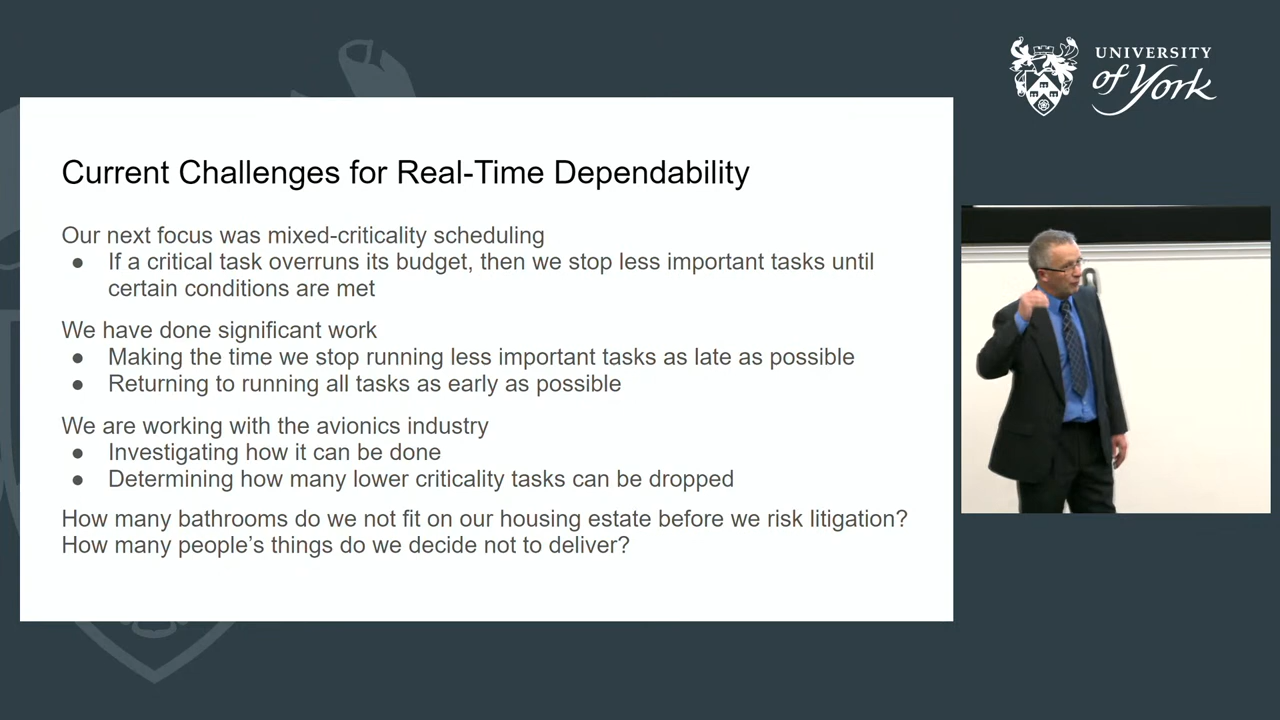 UNIVERSITY
of York
Current Challenges for Real-Time Dependability
Our next focus was mixed-criticality scheduling
● If a critical task overruns its budget, then we stop less important tasks until
certain conditions are met
We have done significant work
● Making the time we stop running less important tasks as late as possible
● Returning to running all tasks as early as possible
We are working with the avionics industry
● Investigating how it can be done
● Determining how many lower criticality tasks can be dropped
How many bathrooms do we not fit on our housing estate before we risk litigation?
How many people's things do we decide not to deliver?